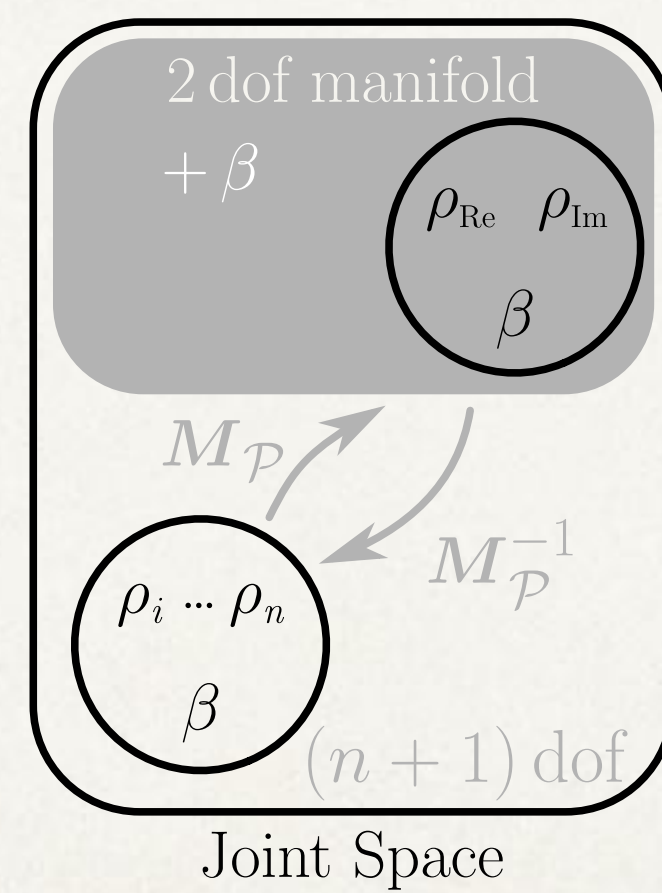 2 dof manifold
+ β
ρ_Re ρ_Im
β
M_𝒫
M_𝒫^−1
ρ_i ... ρ_n
β
(n + 1) dof
Joint Space